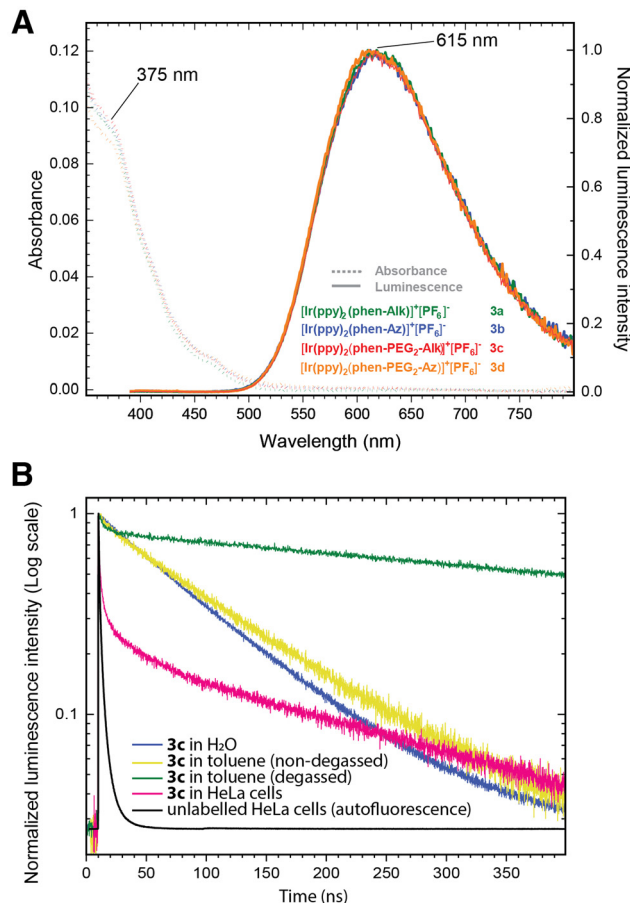 A
0.12
0.10
0.08
0.06
0.04
0.02
0.00
Absorbance
375 nm
615 nm
1.0
0.8
0.6
0.4
0.2
0.0
Normalized luminescence intensity
Absorbance
Luminescence
[Ir(ppy)₂(phen-Alk)]⁺[PF₆]⁻ 3a
[Ir(ppy)₂(phen-Az)]⁺[PF₆]⁻ 3b
[Ir(ppy)₂(phen-PEG₂-Alk)]⁺[PF₆]⁻ 3c
[Ir(ppy)₂(phen-PEG₂-Az)]⁺[PF₆]⁻ 3d
400 450 500 550 600 650 700 750
Wavelength (nm)
B
Normalized luminescence intensity (Log scale)
1
0.1
3c in H₂O
3c in toluene (non-degassed)
3c in toluene (degassed)
3c in HeLa cells
unlabelled HeLa cells (autofluorescence)
0 50 100 150 200 250 300 350
Time (ns)